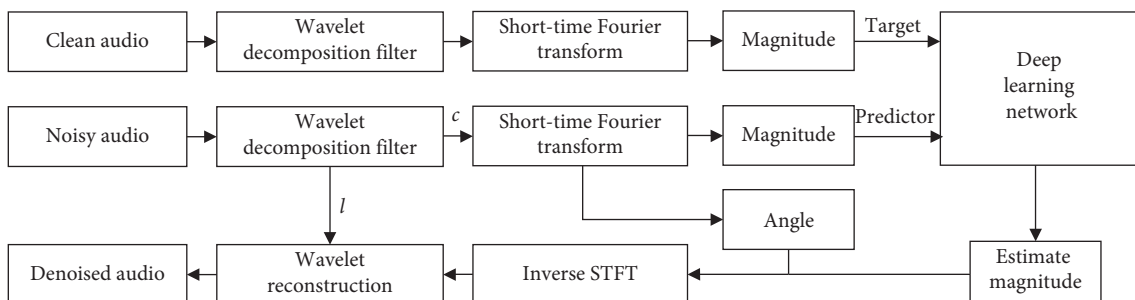 Clean audio
Wavelet
decomposition filter
Short-time Fourier
transform
Magnitude
Target
Deep
learning
network
Noisy audio
Wavelet
decomposition filter
c
Short-time Fourier
transform
Magnitude
Predictor
l
Angle
Denoised audio
Wavelet
reconstruction
Inverse STFT
Estimate
magnitude